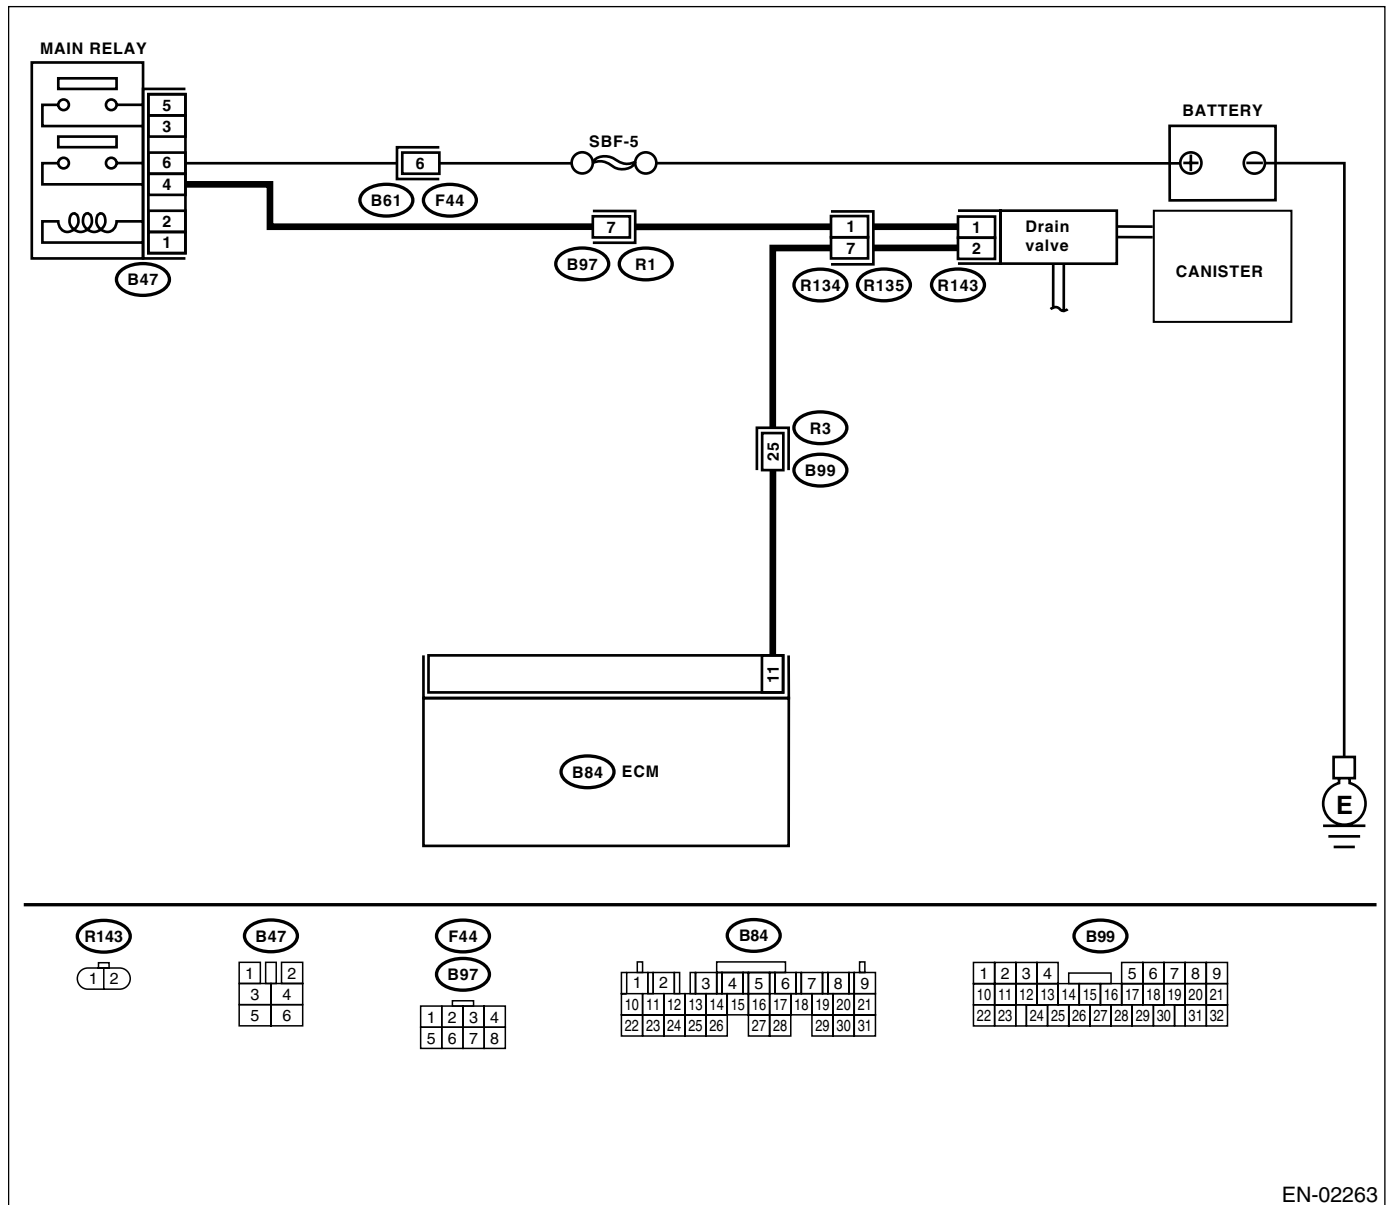 MAIN RELAY
5
3
6
4
2
1
B47
6
B61 F44
SBF-5
BATTERY
+ −
7
B97 R1
1
7
R134 R135
1
2
R143
Drain
valve
CANISTER
25
R3
B99
11
B84 ECM
E
R143
1 2
B47
1 2
3 4
5 6
F44
B97
1 2 3 4
5 6 7 8
B84
1 2 3 4 5 6 7 8 9
10 11 12 13 14 15 16 17 18 19 20 21
22 23 24 25 26 27 28 29 30 31
B99
1 2 3 4 5 6 7 8 9
10 11 12 13 14 15 16 17 18 19 20 21
22 23 24 25 26 27 28 29 30 31 32
EN-02263